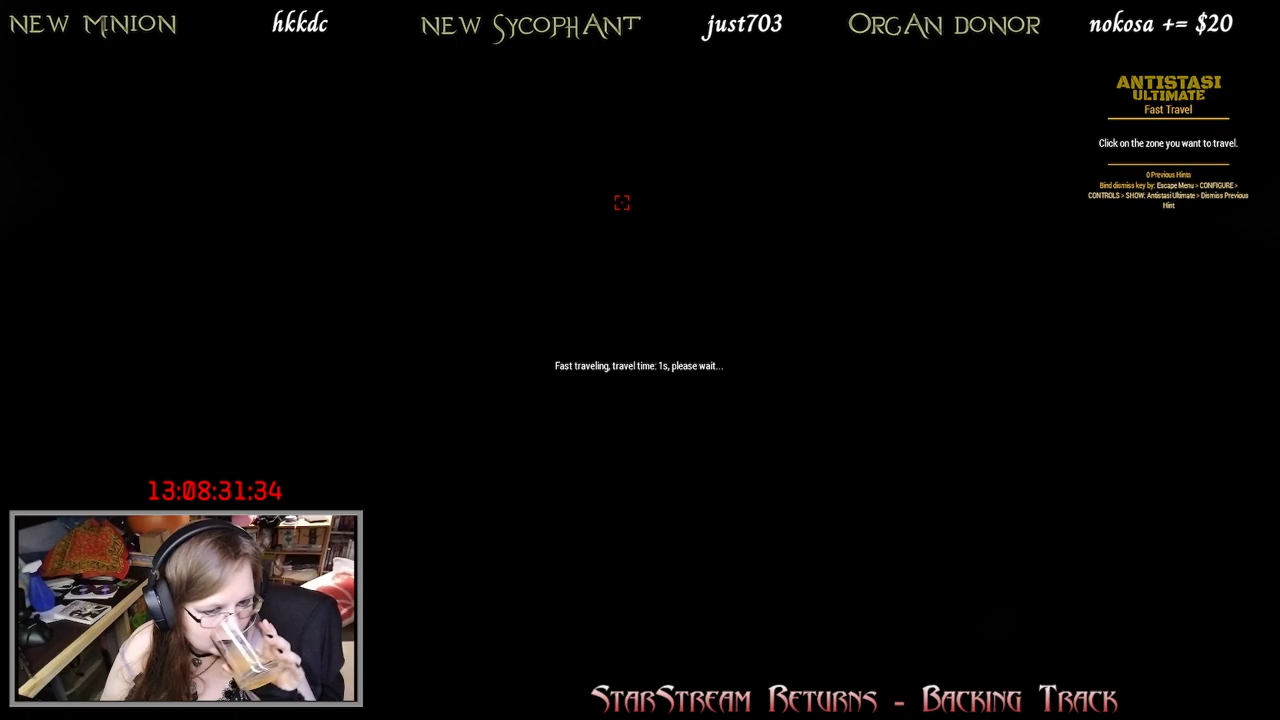 NEW MINION hkkdc NEW SYCOPHANT just703 ORGAN DONOR nokosa += $20
ANTISTASI
ULTIMATE
Fast Travel
Click on the zone you want to travel.
0 Previous Hints
Bind dismiss key by: Escape Menu > CONFIGURE >
CONTROLS > SHOW: Antistasi Ultimate > Dismiss Previous
Hint
Fast traveling, travel time: 1s, please wait...
13:08:31:34
STARSTREAM RETURNS - BACKING TRACK